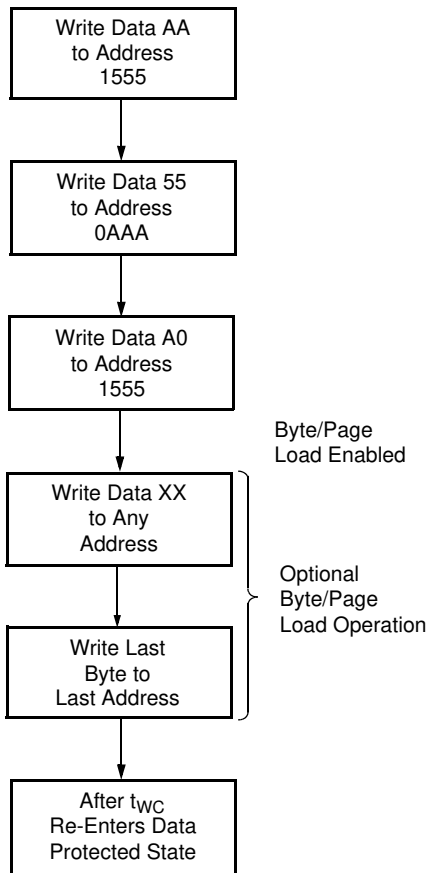 Write Data AA
to Address
1555
Write Data 55
to Address
0AAA
Write Data A0
to Address
1555
Byte/Page
Load Enabled
Write Data XX
to Any
Address
Optional
Byte/Page
Load Operation
Write Last
Byte to
Last Address
After tWC
Re-Enters Data
Protected State